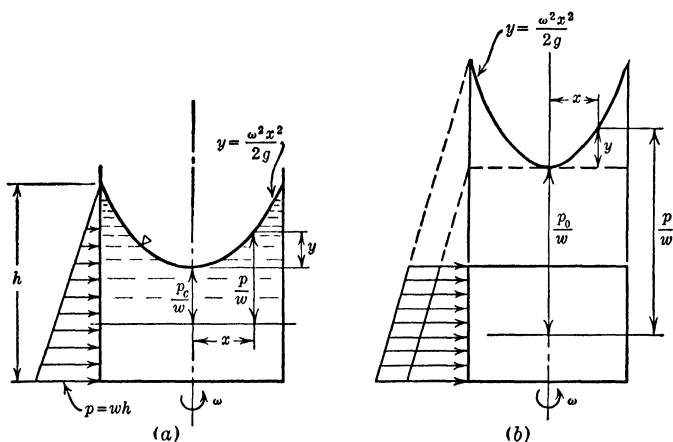 y = ω²x²/2g
h
y
p_c/w
p/w
x
p = wh
ω
(a)
y = ω²x²/2g
x
y
p_0/w
p/w
ω
(b)